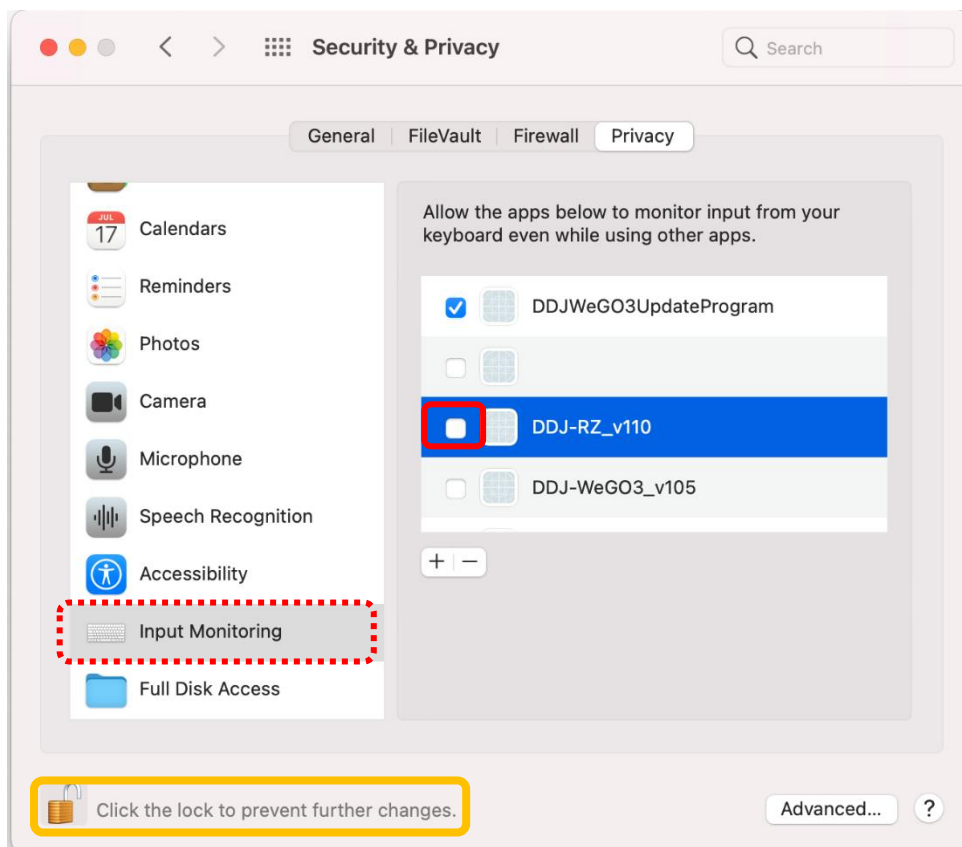 Security & Privacy
Search
General
FileVault
Firewall
Privacy
JUL
17
Calendars
Reminders
Photos
Camera
Microphone
Speech Recognition
Accessibility
Input Monitoring
Full Disk Access
Allow the apps below to monitor input from your
keyboard even while using other apps.
DDJWeGO3UpdateProgram
DDJ-RZ_v110
DDJ-WeGO3_v105
+ −
Click the lock to prevent further changes.
Advanced...
?